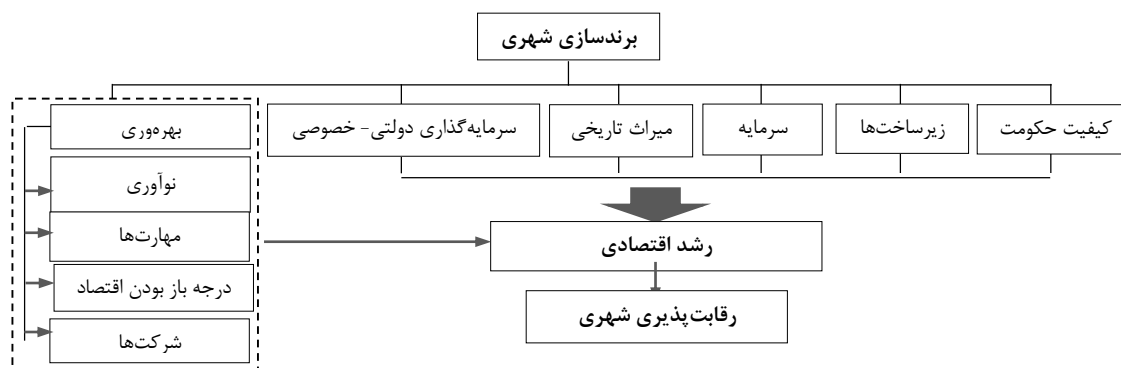 برندسازی شهری
کیفیت حکومت
زیرساخت‌ها
سرمایه
میراث تاریخی
سرمایه‌گذاری دولتی- خصوصی
بهره‌وری
نوآوری
مهارت‌ها
درجه باز بودن اقتصاد
شرکت‌ها
رشد اقتصادی
رقابت‌پذیری شهری